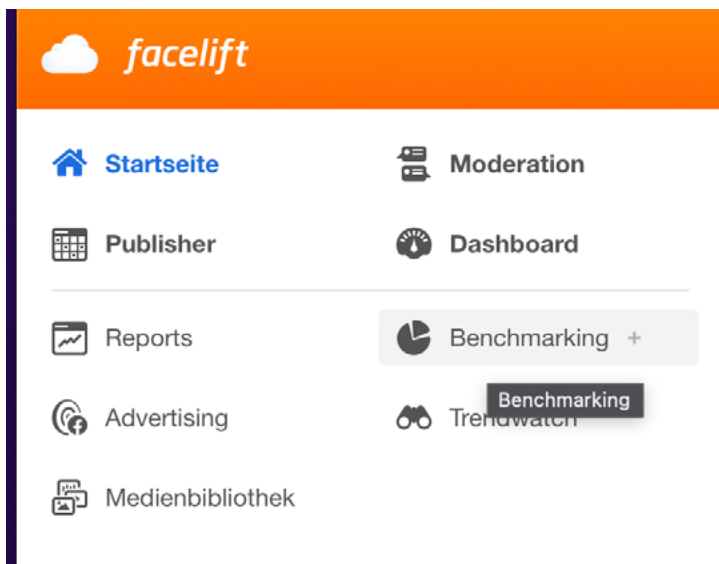 facelift
Startseite
Moderation
Publisher
Dashboard
Reports
Benchmarking +
Advertising
Benchmarking
Trendwatch
Medienbibliothek